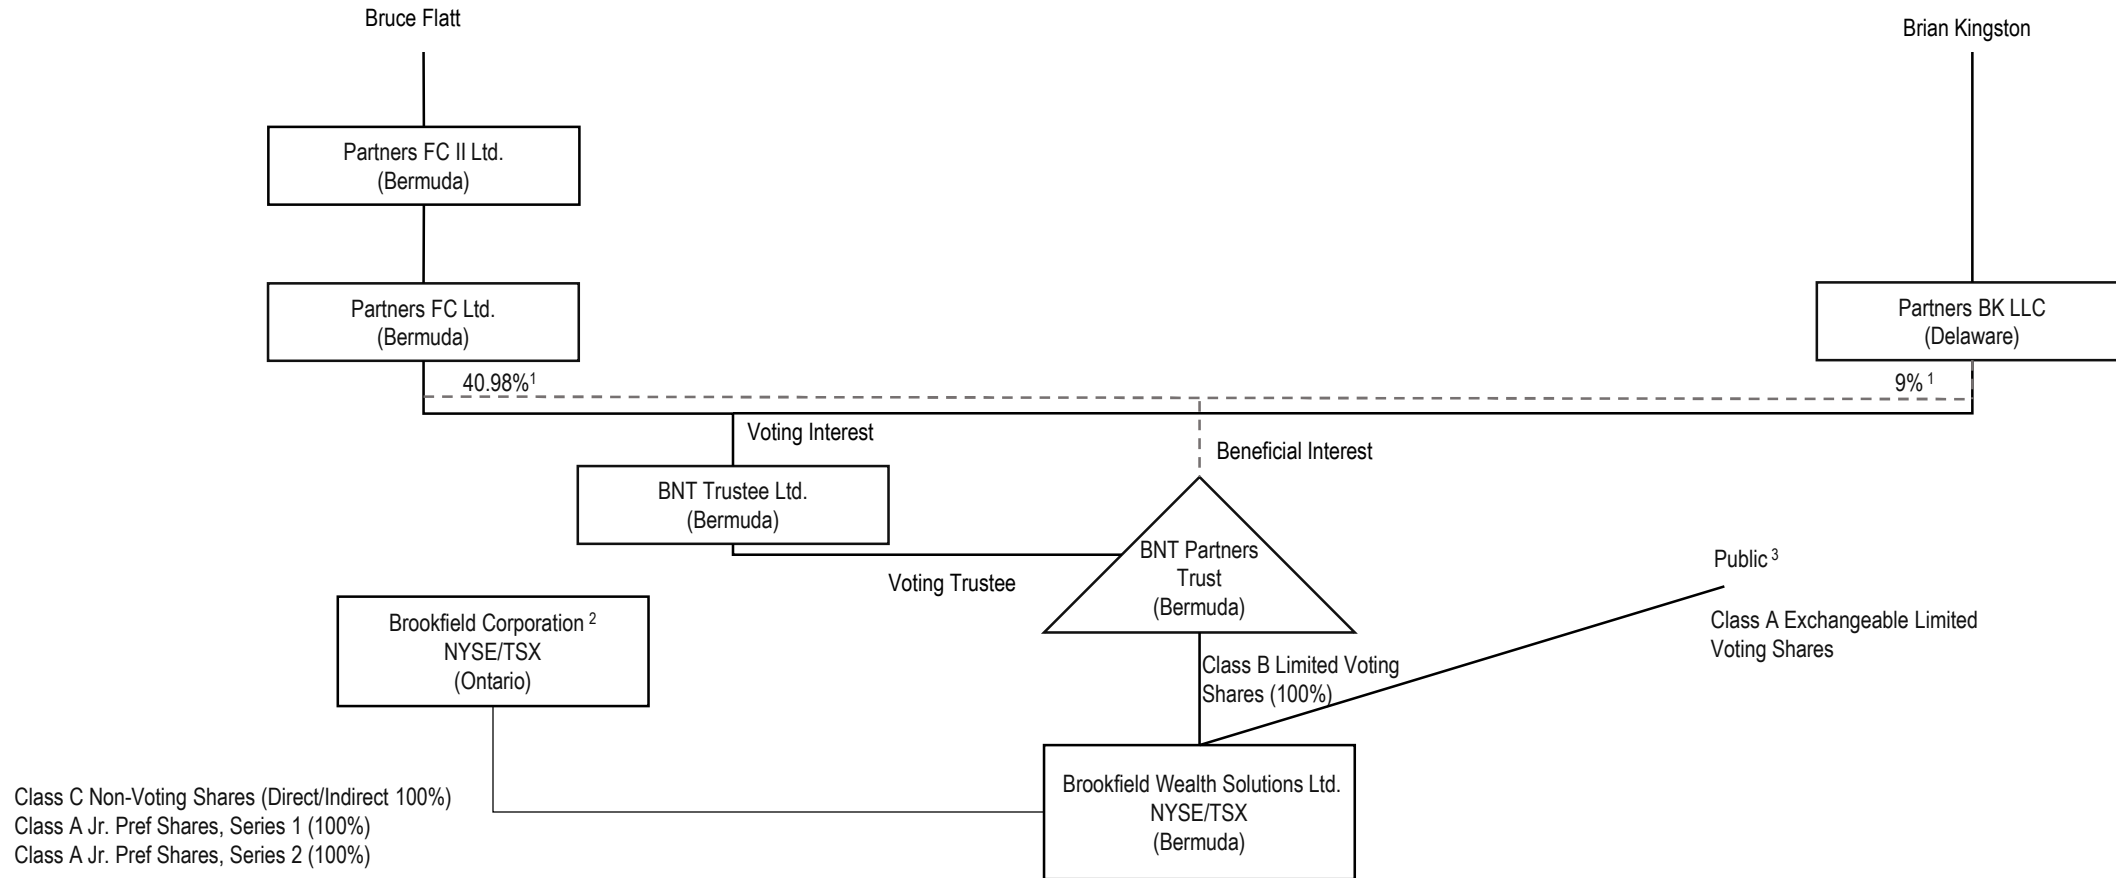 Bruce Flatt
Brian Kingston
Partners FC II Ltd.
(Bermuda)
Partners FC Ltd.
(Bermuda)
Partners BK LLC
(Delaware)
40.98%1
9% 1
Voting Interest
Beneficial Interest
BNT Trustee Ltd.
(Bermuda)
BNT Partners
Trust
(Bermuda)
Voting Trustee
Public 3
Class A Exchangeable Limited
Voting Shares
Brookfield Corporation 2
NYSE/TSX
(Ontario)
Class B Limited Voting
Shares (100%)
Brookfield Wealth Solutions Ltd.
NYSE/TSX
(Bermuda)
Class C Non-Voting Shares (Direct/Indirect 100%)
Class A Jr. Pref Shares, Series 1 (100%)
Class A Jr. Pref Shares, Series 2 (100%)